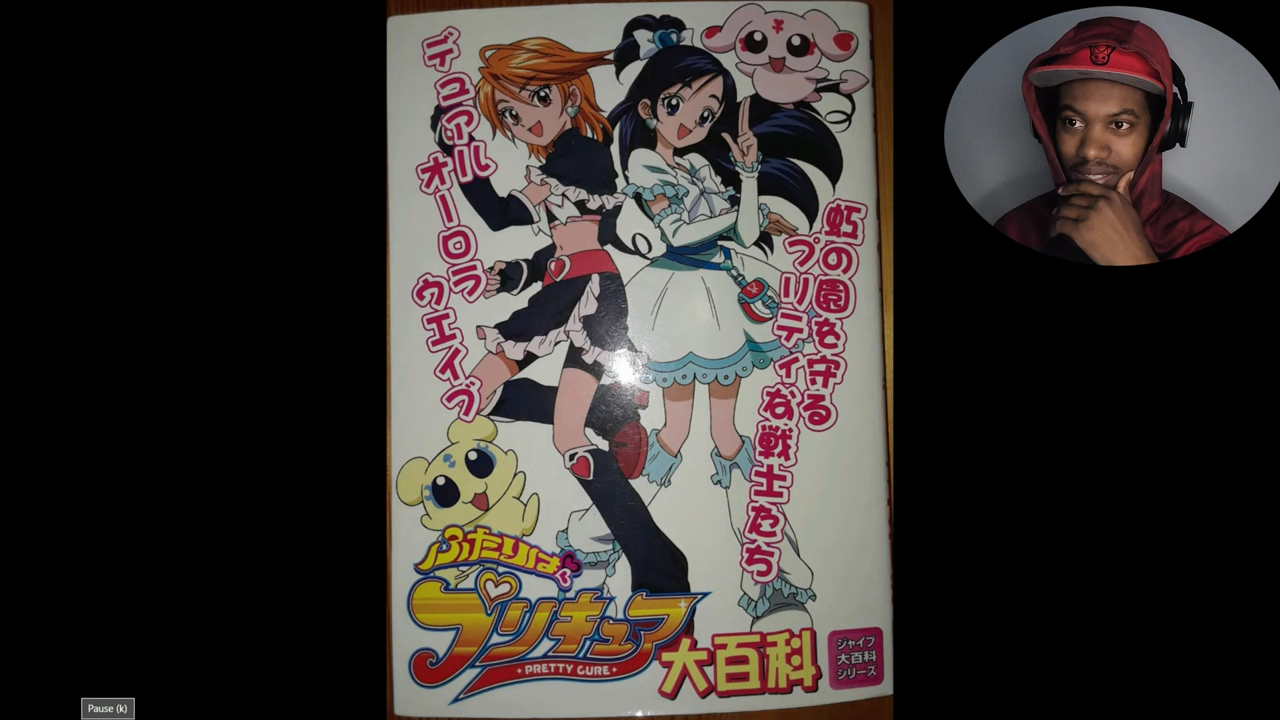 デュアル
オーロラ
ウエイブ
虹の園を守る
プリティな戦士たち
ふたりは
プリキュア
PRETTY CURE
大百科
ジャイブ
大百科
シリーズ
Pause (k)